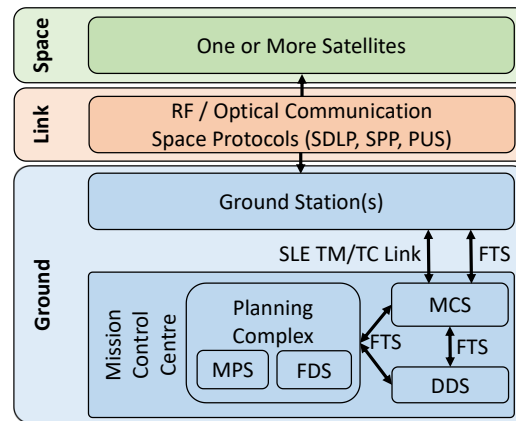 Space
One or More Satellites
Link
RF / Optical Communication
Space Protocols (SDLP, SPP, PUS)
Ground
Ground Station(s)
SLE TM/TC Link
FTS
Mission
Control
Centre
Planning
Complex
MPS
FDS
MCS
FTS
FTS
DDS